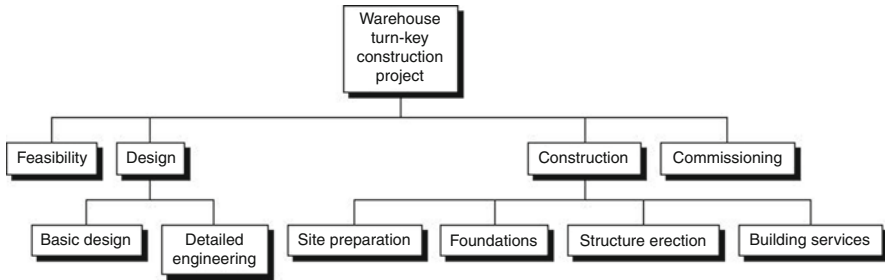 Warehouse
turn-key
construction
project
Feasibility
Design
Construction
Commissioning
Basic design
Detailed
engineering
Site preparation
Foundations
Structure erection
Building services